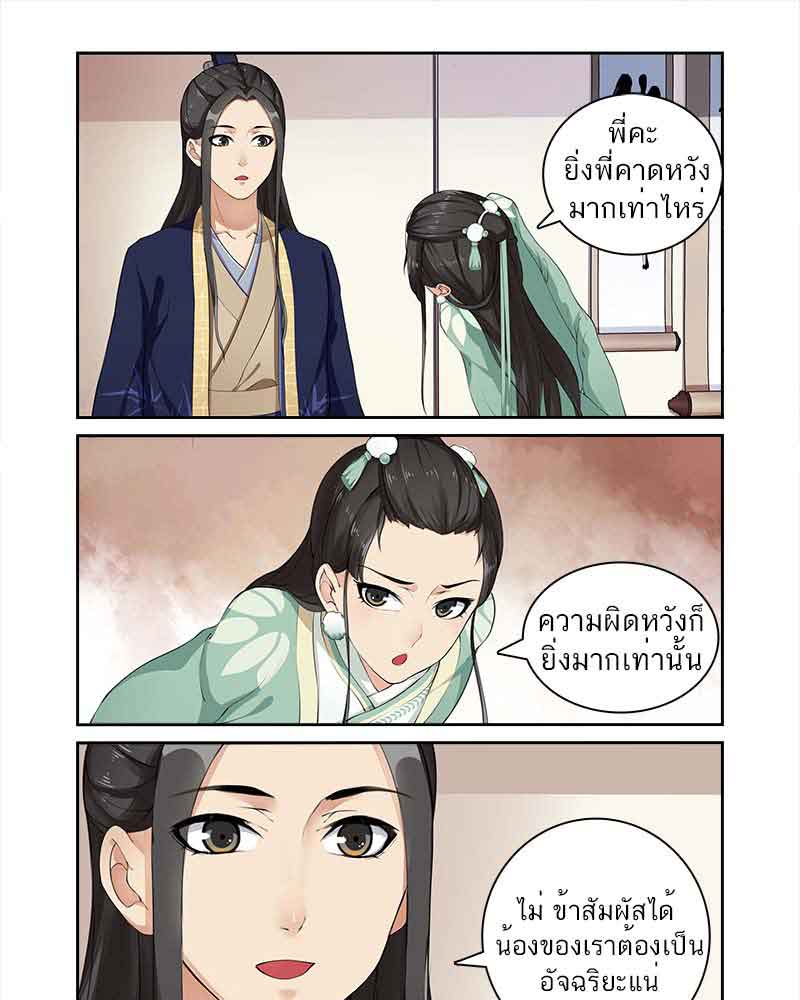 พี่คะ
ยิ่งพี่คาดหวัง
มากเท่าไหร่
ความผิดหวังก็
ยิ่งมากเท่านั้น
ไม่ ข้าสัมผัสได้
น้องของเราต้องเป็น
อัจฉริยะแน่